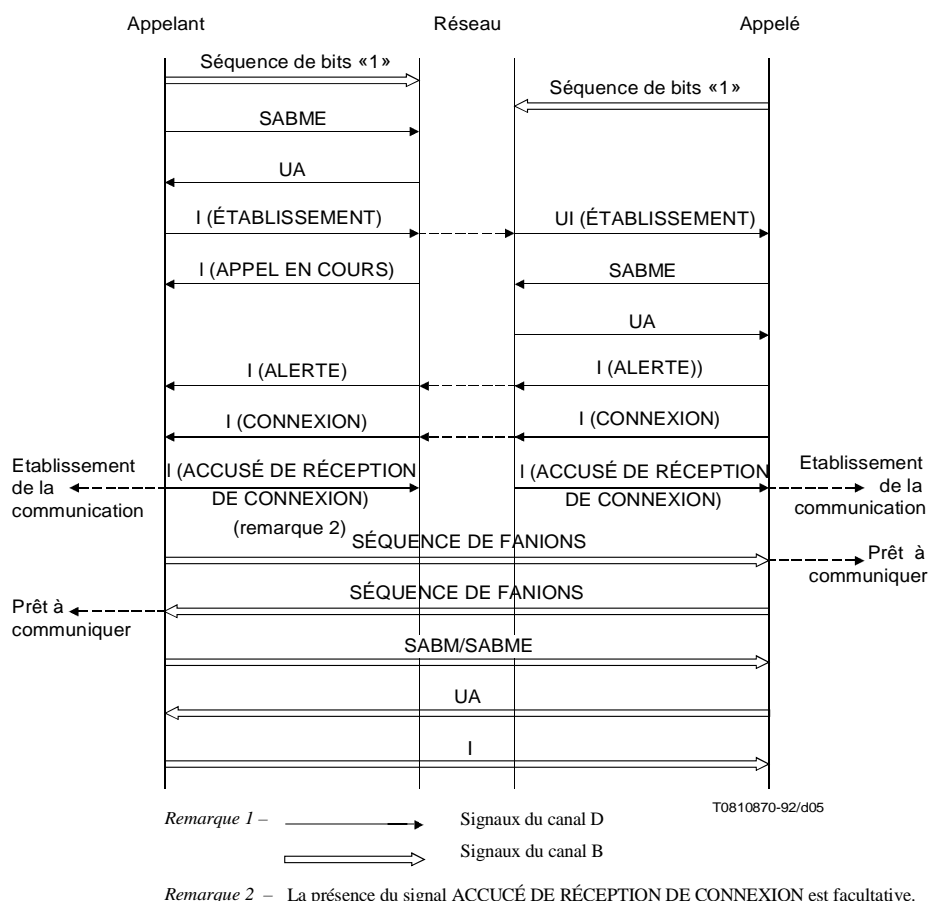 Appelant Réseau Appelé
Séquence de bits «1»
Séquence de bits «1»
SABME
UA
I (ÉTABLISSEMENT) UI (ÉTABLISSEMENT)
I (APPEL EN COURS) SABME
UA
I (ALERTE) I (ALERTE))
I (CONNEXION) I (CONNEXION)
Etablissement
de la
communication
I (ACCUSÉ DE RÉCEPTION
DE CONNEXION)
(remarque 2)
I (ACCUSÉ DE RÉCEPTION
DE CONNEXION)
Etablissement
de la
communication
SÉQUENCE DE FANIONS
Prêt à
communiquer
SÉQUENCE DE FANIONS
Prêt à
communiquer
SABM/SABME
UA
I
T0810870-92/d05
Remarque 1 – Signaux du canal D
Signaux du canal B
Remarque 2 – La présence du signal ACCUCÉ DE RÉCEPTION DE CONNEXION est facultative.